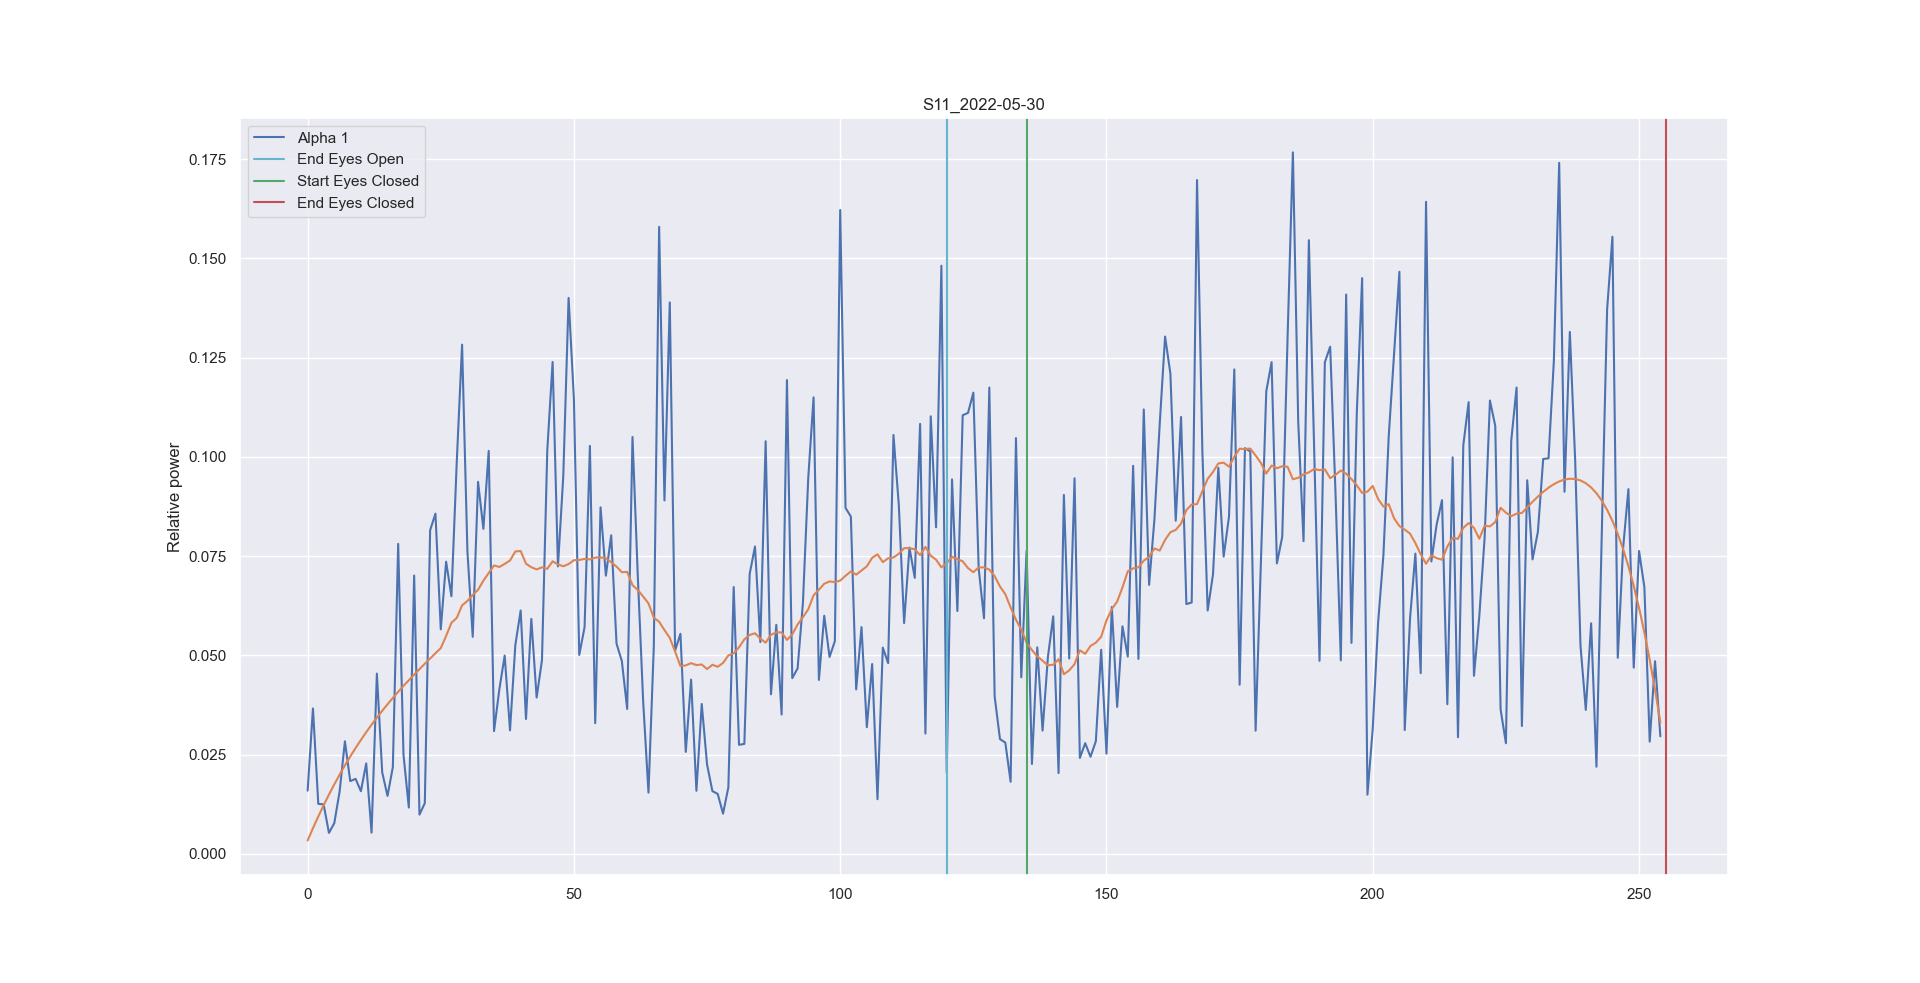 S11_2022-05-30
Alpha 1
End Eyes Open
Start Eyes Closed
End Eyes Closed
Relative power
0.175
0.150
0.125
0.100
0.075
0.050
0.025
0.000
0 50 100 150 200 250